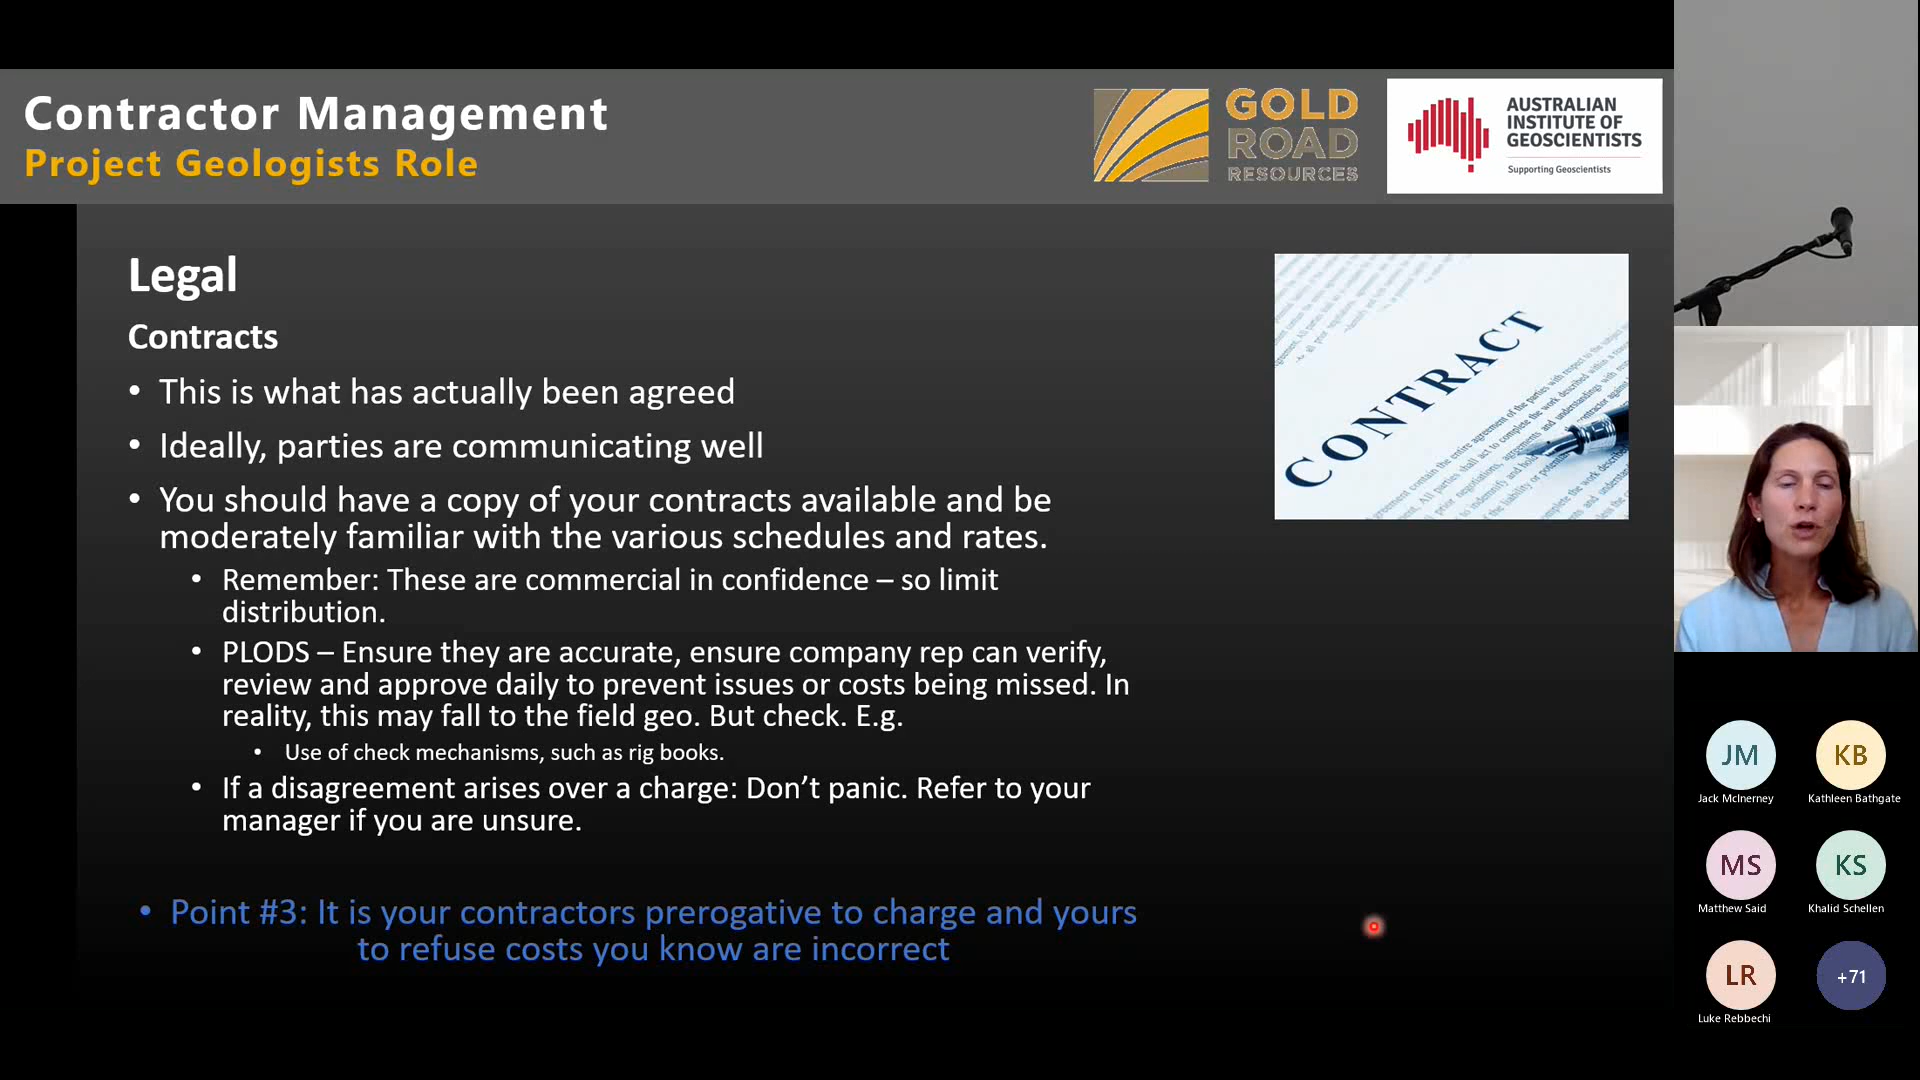 Contractor Management
Project Geologists Role
GOLD
ROAD
RESOURCES
AUSTRALIAN
INSTITUTE OF
GEOSCIENTISTS
Supporting Geoscientists
Legal
Contracts
• This is what has actually been agreed
• Ideally, parties are communicating well
• You should have a copy of your contracts available and be
moderately familiar with the various schedules and rates.
• Remember: These are commercial in confidence – so limit
distribution.
• PLODS – Ensure they are accurate, ensure company rep can verify,
review and approve daily to prevent issues or costs being missed. In
reality, this may fall to the field geo. But check. E.g.
• Use of check mechanisms, such as rig books.
• If a disagreement arises over a charge: Don’t panic. Refer to your
manager if you are unsure.
• Point #3: It is your contractors prerogative to charge and yours
to refuse costs you know are incorrect
CONTRACT
JM
KB
Jack McInerney
Kathleen Bathgate
MS
KS
Matthew Said
Khalid Schellen
LR
+71
Luke Rebbechi